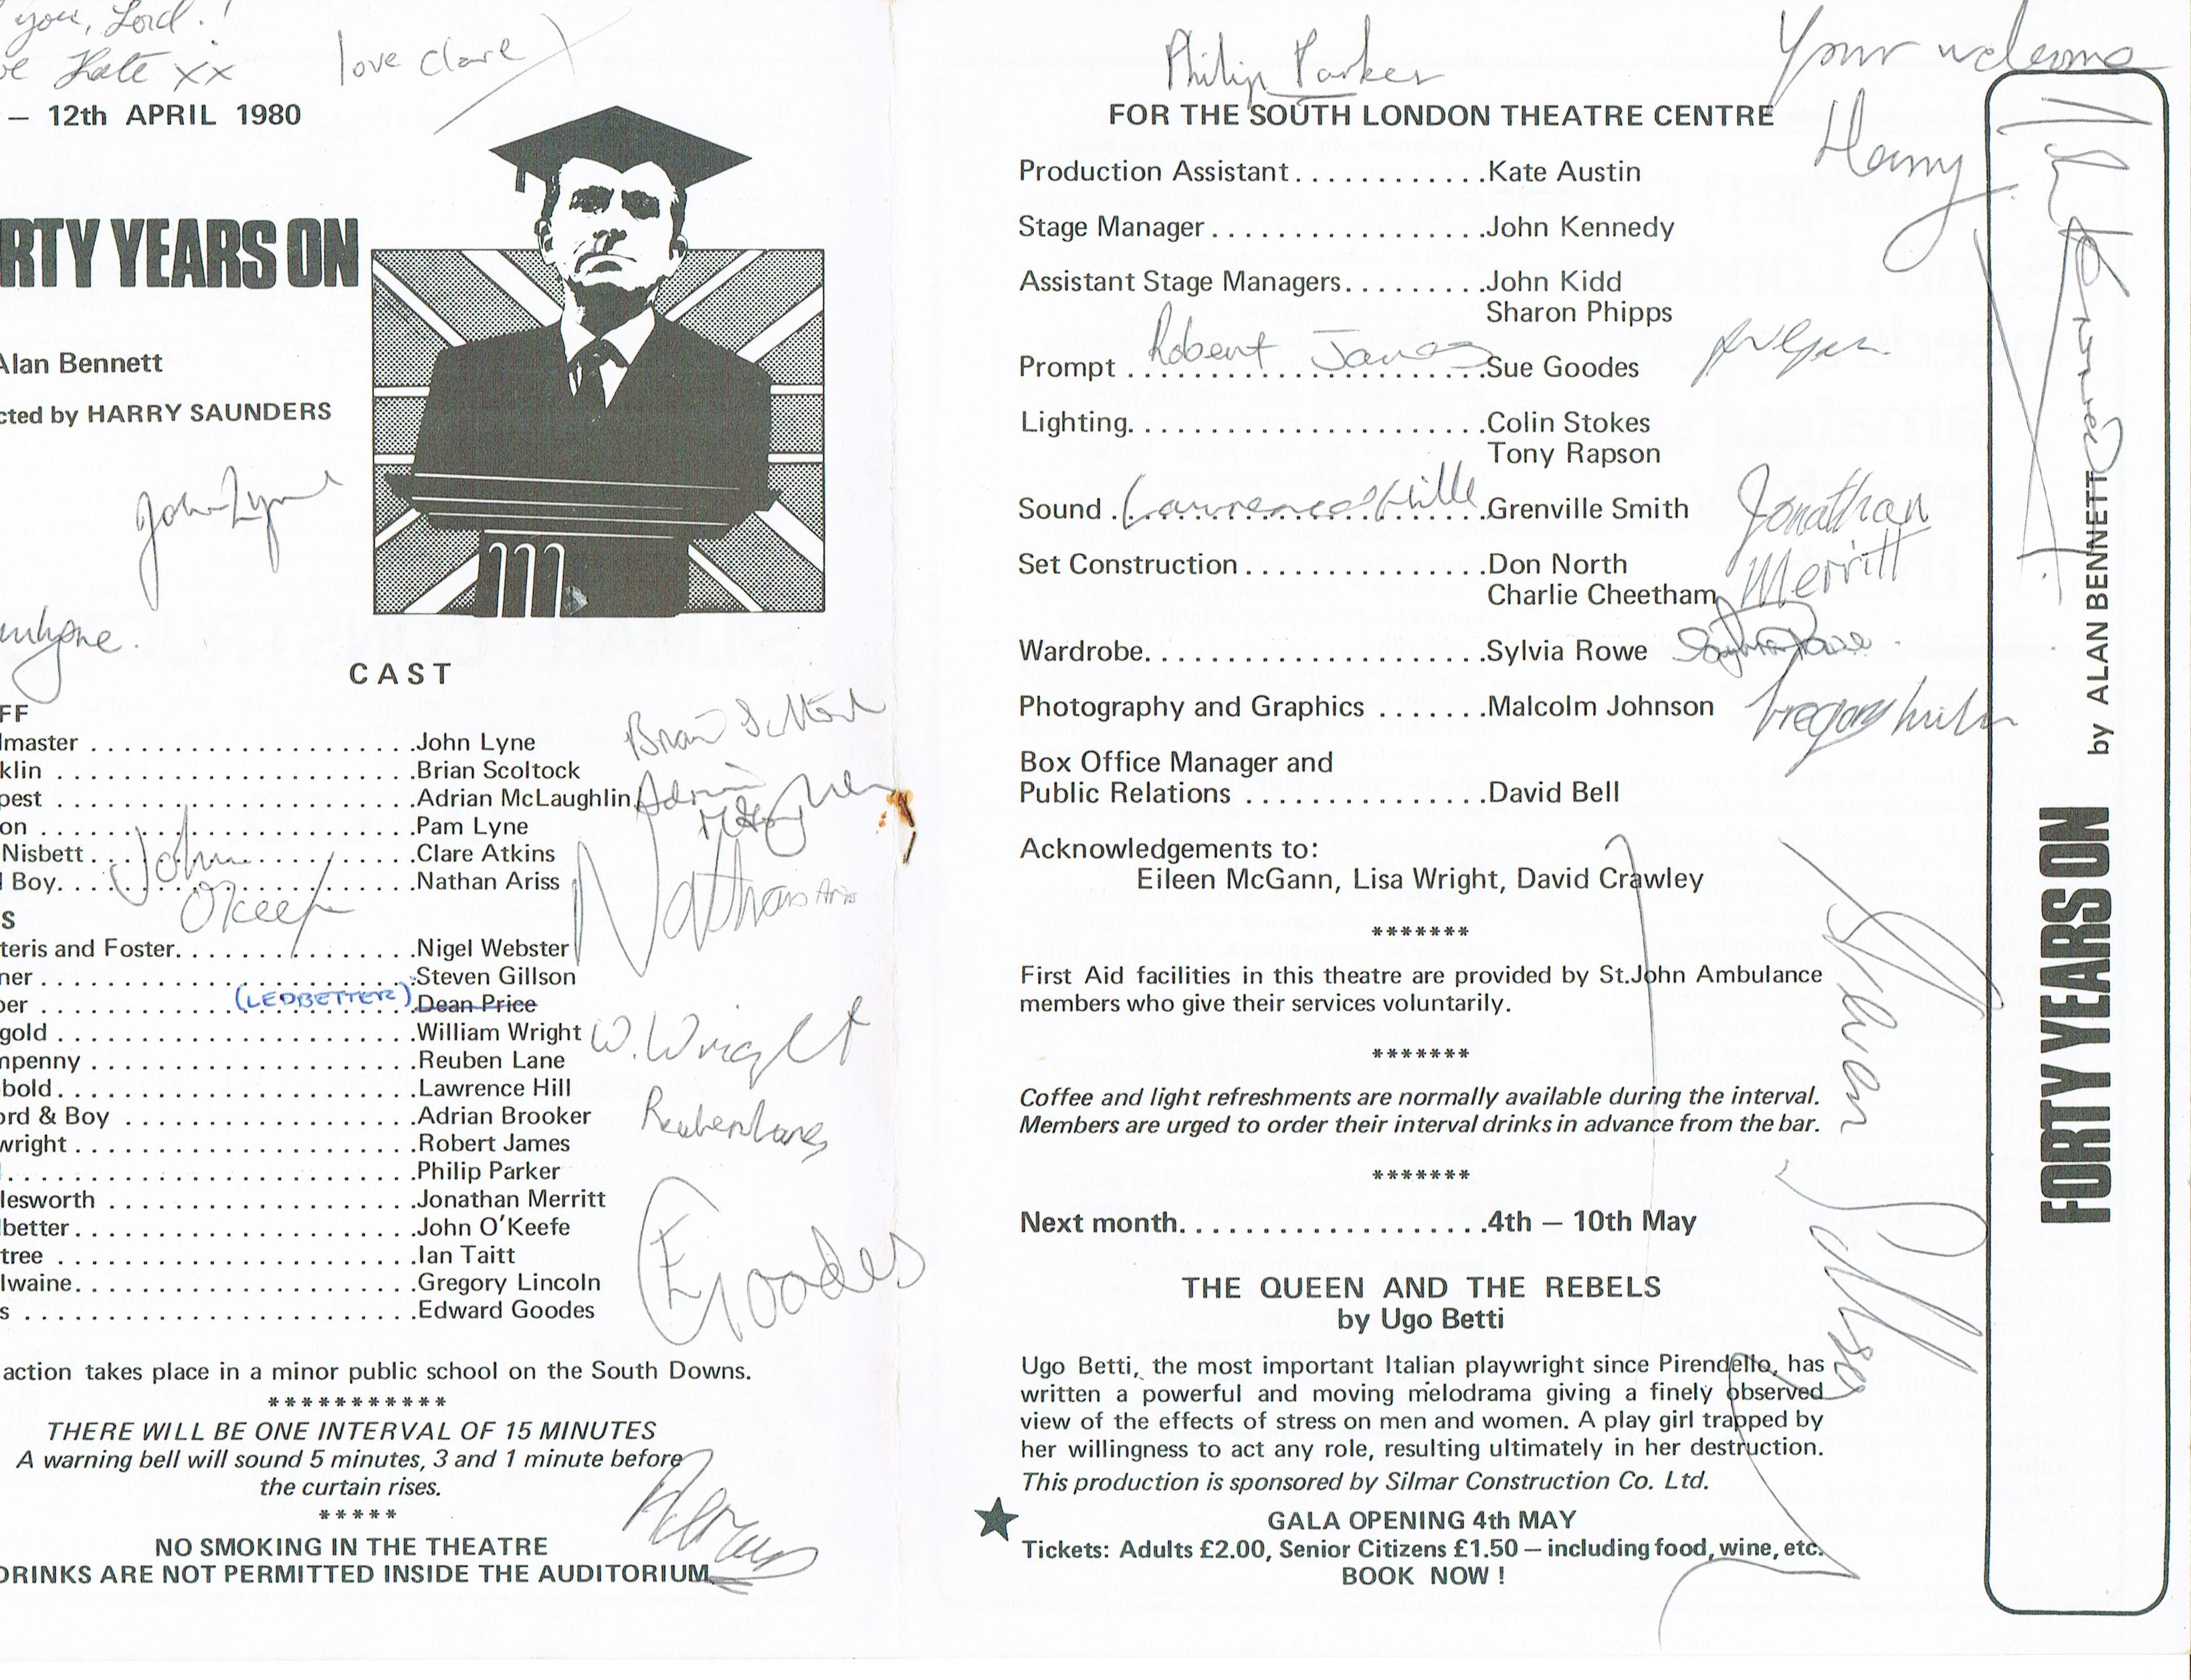 you, Lord.!
Kate xx
love Clare
– 12th APRIL 1980
RTY YEARS ON
Alan Bennett
cted by HARRY SAUNDERS
John Lyne
CAST
FF
lmaster . . . . . . . . . . . . . . . . . . . . . . . .John Lyne
klin . . . . . . . . . . . . . . . . . . . . . . . . . . .Brian Scoltock
pest . . . . . . . . . . . . . . . . . . . . . . . . . . .Adrian McLaughlin
on . . . . . . . . . . . . . . . . . . . . . . . . . . . .Pam Lyne
Nisbett . . . . . . . . . . . . . . . . . . . . . . . . .Clare Atkins
l Boy. . . . . . . . . . . . . . . . . . . . . . . . . . .Nathan Ariss
Brian
Adrian
Nathan Ariss
John
O'Keefe
S
teris and Foster. . . . . . . . . . . . . . . . . .Nigel Webster
ner . . . . . . . . . . . . . . . . . . . . . . . . . . . .Steven Gillson
per . . . . . . . . . . . . . . (LEDBETTER) .Dean Price
gold . . . . . . . . . . . . . . . . . . . . . . . . . . .William Wright
npenny . . . . . . . . . . . . . . . . . . . . . . . . .Reuben Lane
bold. . . . . . . . . . . . . . . . . . . . . . . . . . . .Lawrence Hill
ord & Boy . . . . . . . . . . . . . . . . . . . . . .Adrian Brooker
wright . . . . . . . . . . . . . . . . . . . . . . . . . .Robert James
. . . . . . . . . . . . . . . . . . . . . . . . . . . . . . .Philip Parker
lesworth . . . . . . . . . . . . . . . . . . . . . . . .Jonathan Merritt
lbetter. . . . . . . . . . . . . . . . . . . . . . . . . .John O'Keefe
tree . . . . . . . . . . . . . . . . . . . . . . . . . . . .Ian Taitt
lwaine. . . . . . . . . . . . . . . . . . . . . . . . . .Gregory Lincoln
s . . . . . . . . . . . . . . . . . . . . . . . . . . . . . .Edward Goodes
W. Wright
Reuben Lane
E Goodes
action takes place in a minor public school on the South Downs.
***********
THERE WILL BE ONE INTERVAL OF 15 MINUTES
A warning bell will sound 5 minutes, 3 and 1 minute before
the curtain rises.
*****
NO SMOKING IN THE THEATRE
DRINKS ARE NOT PERMITTED INSIDE THE AUDITORIUM
Philip Parker
Your welcome
Harry
FOR THE SOUTH LONDON THEATRE CENTRE
Production Assistant . . . . . . . . . . . .Kate Austin
Stage Manager . . . . . . . . . . . . . . . . .John Kennedy
Assistant Stage Managers. . . . . . . . .John Kidd
Sharon Phipps
Robert James
Prompt . . . . . . . . . . . . . . . . . . . . . . .Sue Goodes
Lighting. . . . . . . . . . . . . . . . . . . . . . .Colin Stokes
Tony Rapson
Lawrence Hill
Sound . . . . . . . . . . . . . . . . . . . . . . . .Grenville Smith
Jonathan
Merritt
Set Construction . . . . . . . . . . . . . . .Don North
Charlie Cheetham
Wardrobe. . . . . . . . . . . . . . . . . . . . . .Sylvia Rowe
Sylvia Rowe
Photography and Graphics . . . . . . .Malcolm Johnson
Gregory Lincoln
Box Office Manager and
Public Relations . . . . . . . . . . . . . . .David Bell
Acknowledgements to:
Eileen McGann, Lisa Wright, David Crawley
*******
First Aid facilities in this theatre are provided by St.John Ambulance
members who give their services voluntarily.
*******
Coffee and light refreshments are normally available during the interval.
Members are urged to order their interval drinks in advance from the bar.
*******
Next month. . . . . . . . . . . . . . . . . . . .4th – 10th May
THE QUEEN AND THE REBELS
by Ugo Betti
Ugo Betti, the most important Italian playwright since Pirendello, has
written a powerful and moving melodrama giving a finely observed
view of the effects of stress on men and women. A play girl trapped by
her willingness to act any role, resulting ultimately in her destruction.
This production is sponsored by Silmar Construction Co. Ltd.
GALA OPENING 4th MAY
Tickets: Adults £2.00, Senior Citizens £1.50 – including food, wine, etc.
BOOK NOW !
FORTY YEARS ON by ALAN BENNETT